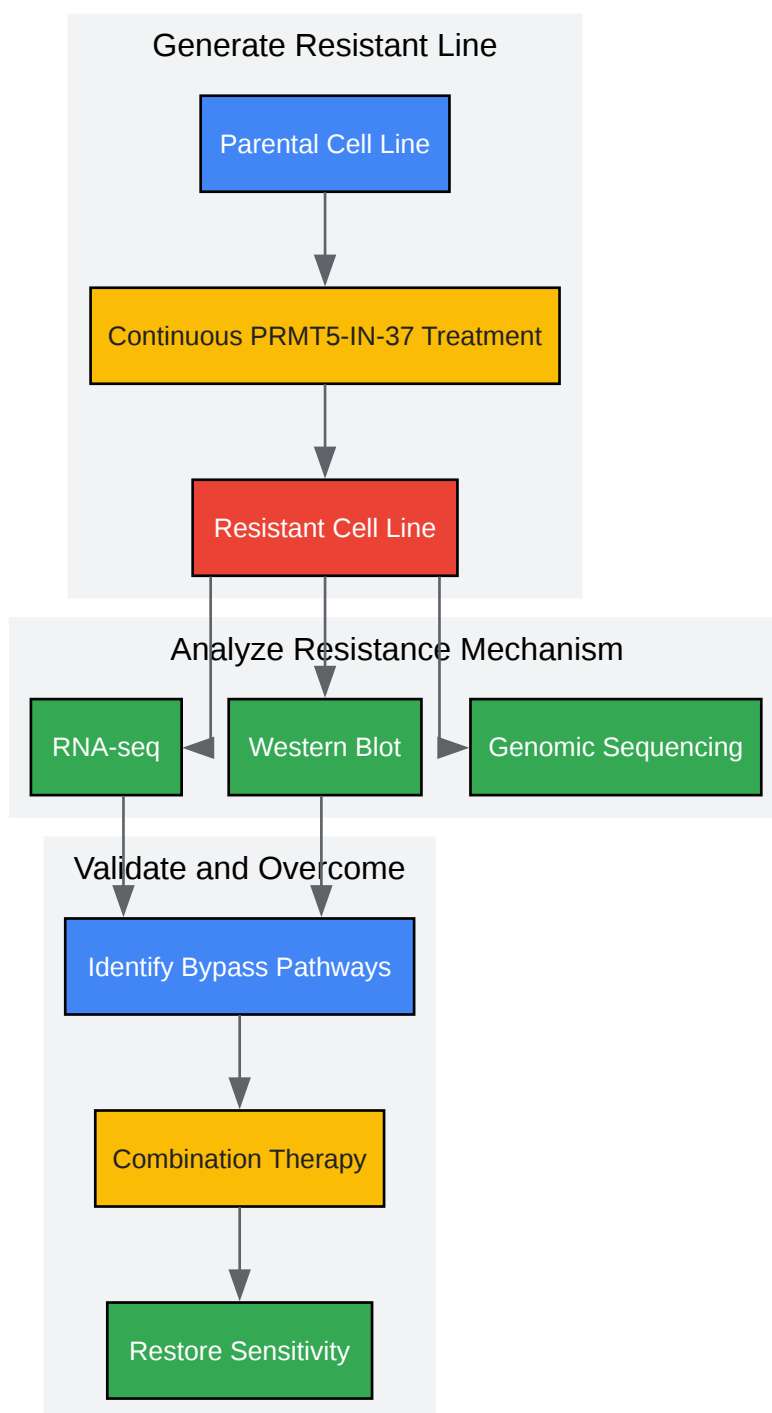 Generate Resistant Line
Parental Cell Line
Continuous PRMT5-IN-37 Treatment
Resistant Cell Line
Analyze Resistance Mechanism
RNA-seq
Western Blot
Genomic Sequencing
Validate and Overcome
Identify Bypass Pathways
Combination Therapy
Restore Sensitivity